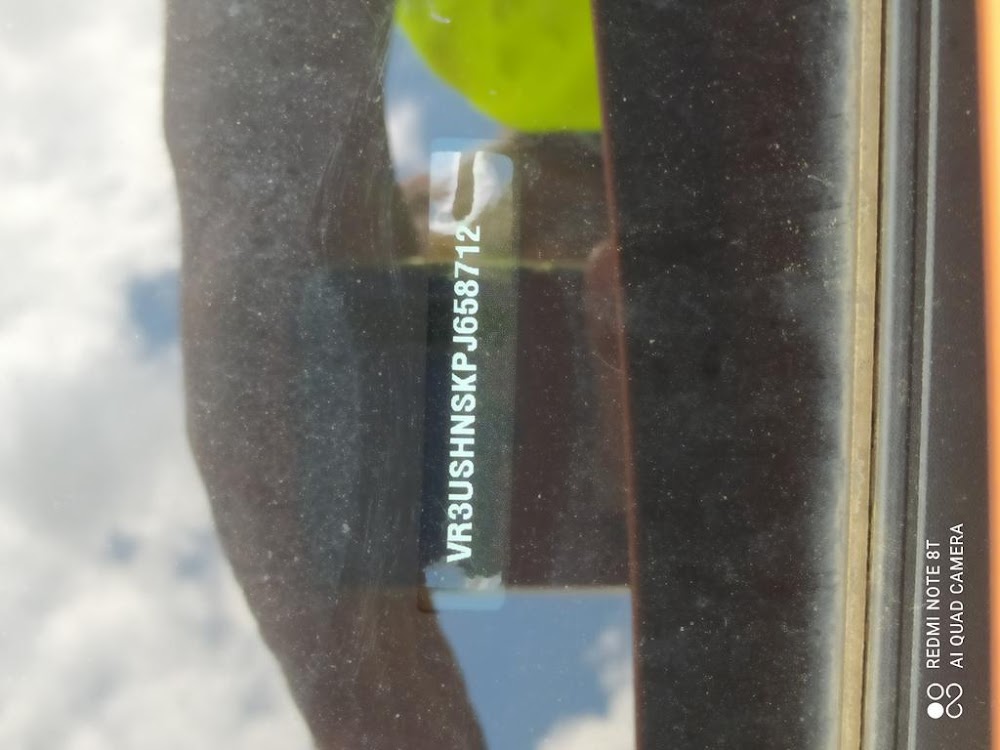 VR3USHNSKPJ658712
REDMI NOTE 8T
AI QUAD CAMERA